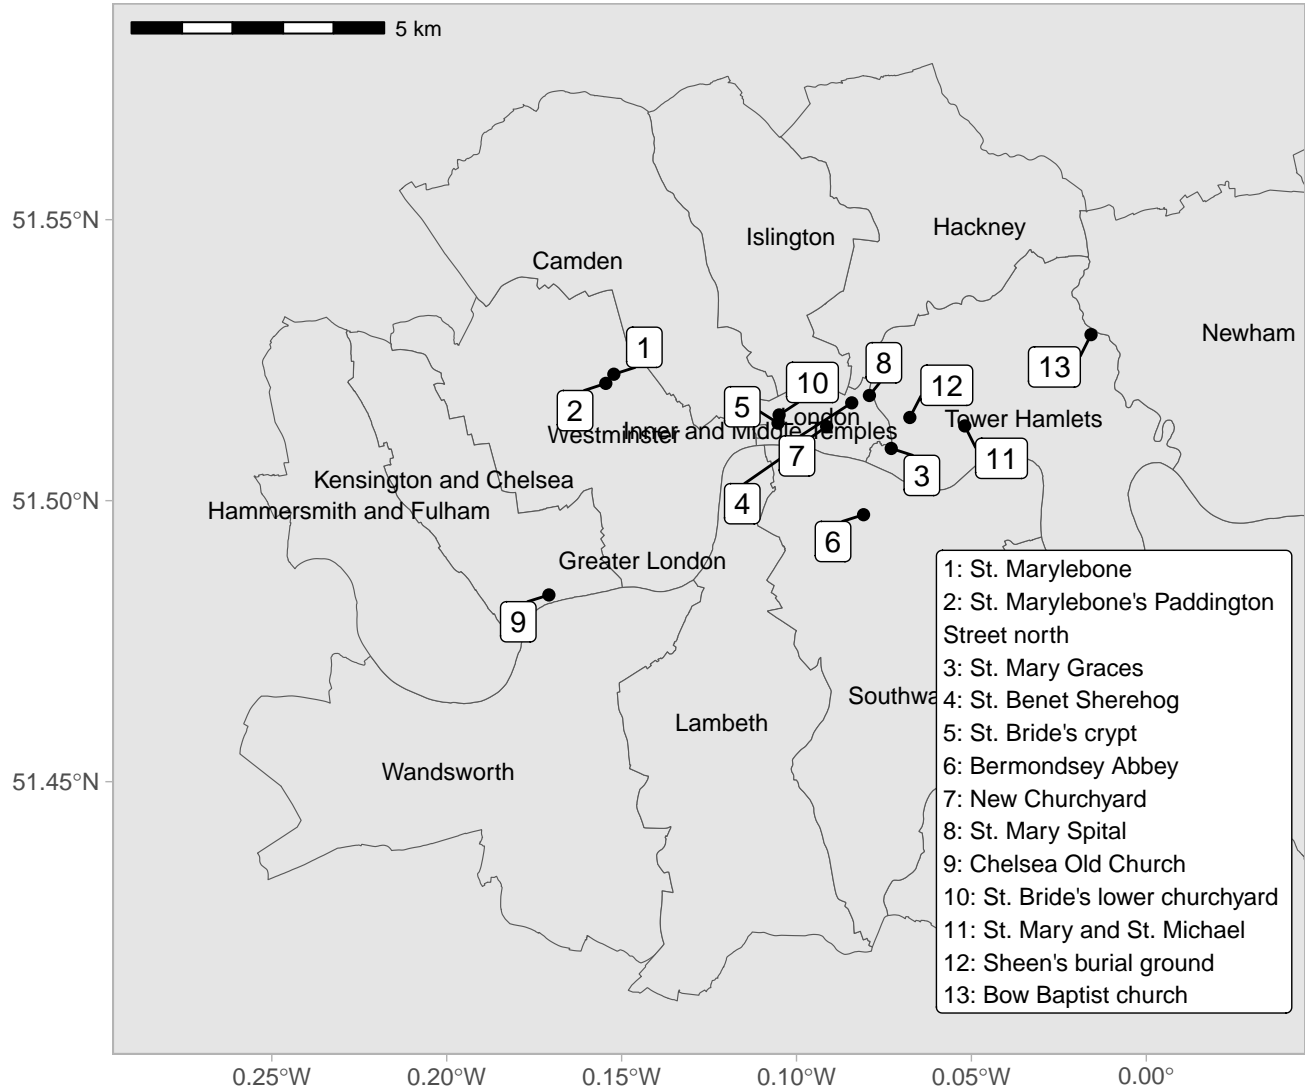 5 km
51.55°N
51.50°N
51.45°N
Hackney
Islington
Camden
Newham
1
8
13
10
12
5
2
London
Tower Hamlets
Inner and Middle Temples
Westminster
7
11
3
Kensington and Chelsea
4
Hammersmith and Fulham
6
Greater London
9
Southwa
Lambeth
Wandsworth
1: St. Marylebone
2: St. Marylebone's Paddington
Street north
3: St. Mary Graces
4: St. Benet Sherehog
5: St. Bride's crypt
6: Bermondsey Abbey
7: New Churchyard
8: St. Mary Spital
9: Chelsea Old Church
10: St. Bride's lower churchyard
11: St. Mary and St. Michael
12: Sheen's burial ground
13: Bow Baptist church
0.25°W
0.20°W
0.15°W
0.10°W
0.05°W
0.00°